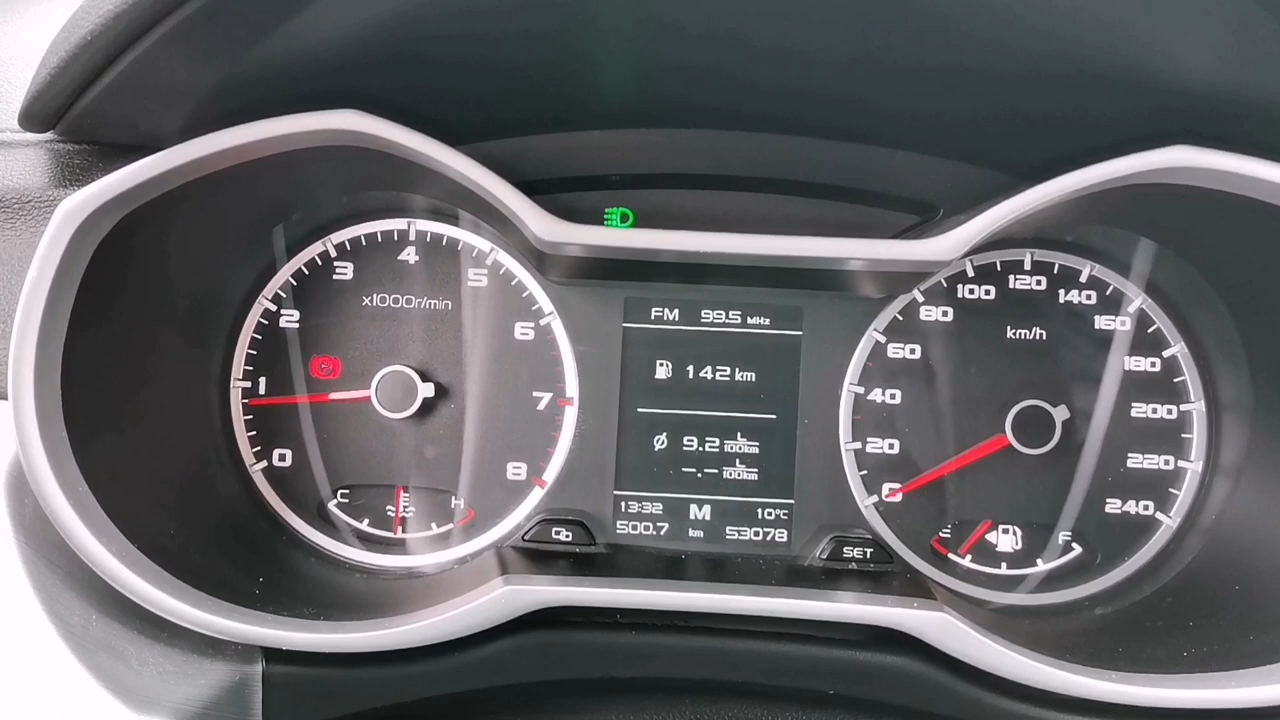 0
1
2
3
4
5
6
7
8
x1000r/min
C
H
FM 99.5 MHz
142 km
Ø 9.2 L/100km
-.- L/100km
13:32 M 10°C
500.7 km 53078
SET
0
20
40
60
80
100
120
140
160
180
200
220
240
km/h
E
F